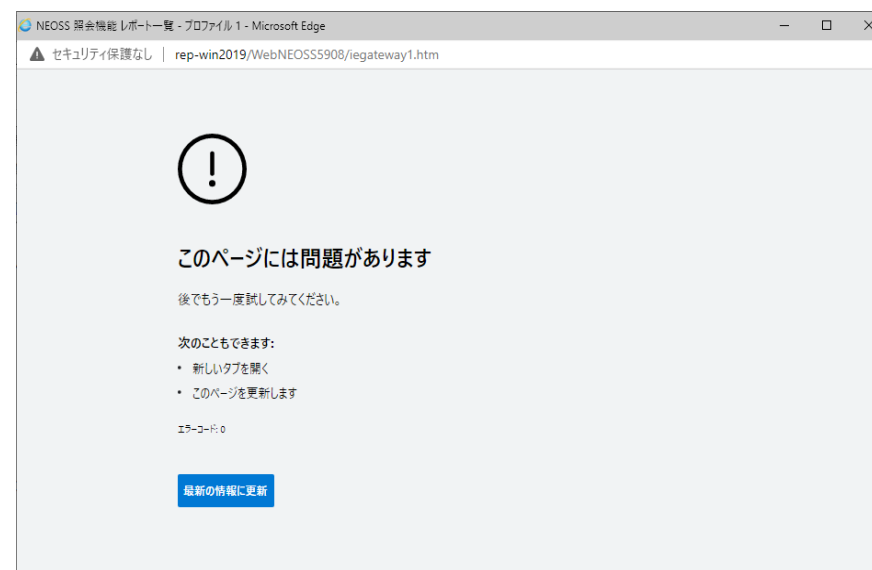 NEOSS 照会機能 レポート一覧 - プロファイル 1 - Microsoft Edge
セキュリティ保護なし | rep-win2019/WebNEOSS5908/iegateway1.htm
このページには問題があります
後でもう一度試してみてください。
次のこともできます:
• 新しいタブを開く
• このページを更新します
エラーコード: 0
最新の情報に更新